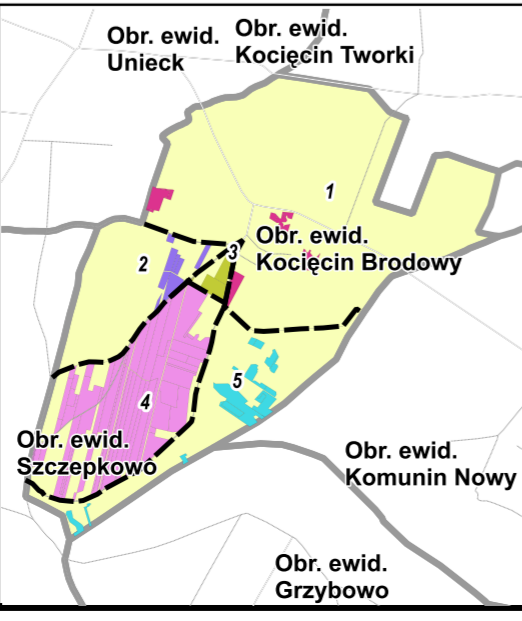 Obr. ewid.
Unieck
Obr. ewid.
Kocięcin Tworki
1
Obr. ewid.
Kocięcin Brodowy
2
3
4
5
Obr. ewid.
Szczepkowo
Obr. ewid.
Komunin Nowy
Obr. ewid.
Grzybowo